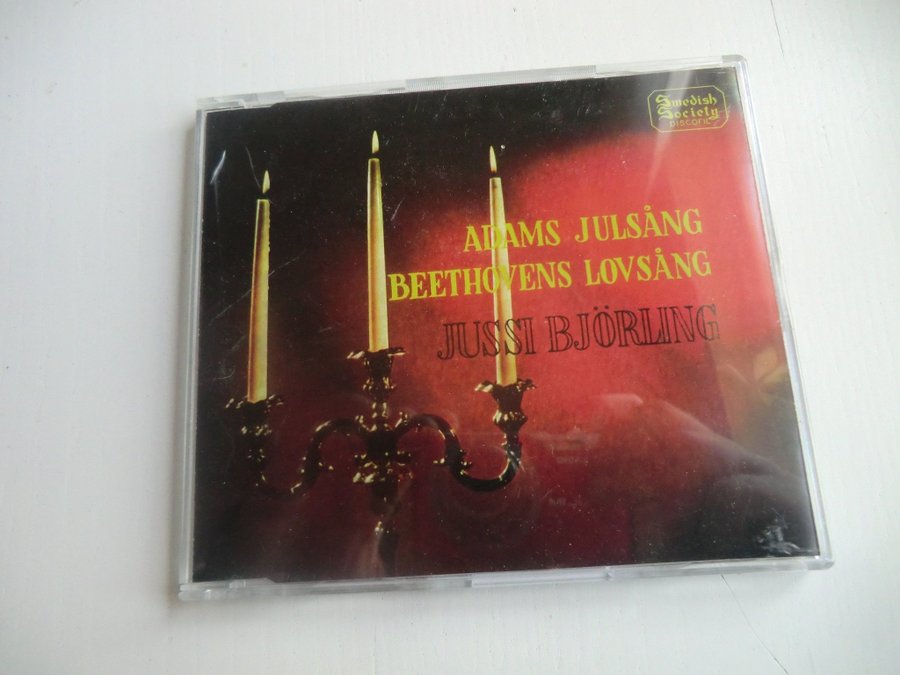 Swedish
Society
DISCOFIL
ADAMS JULSÅNG
BEETHOVENS LOVSÅNG
JUSSI BJÖRLING